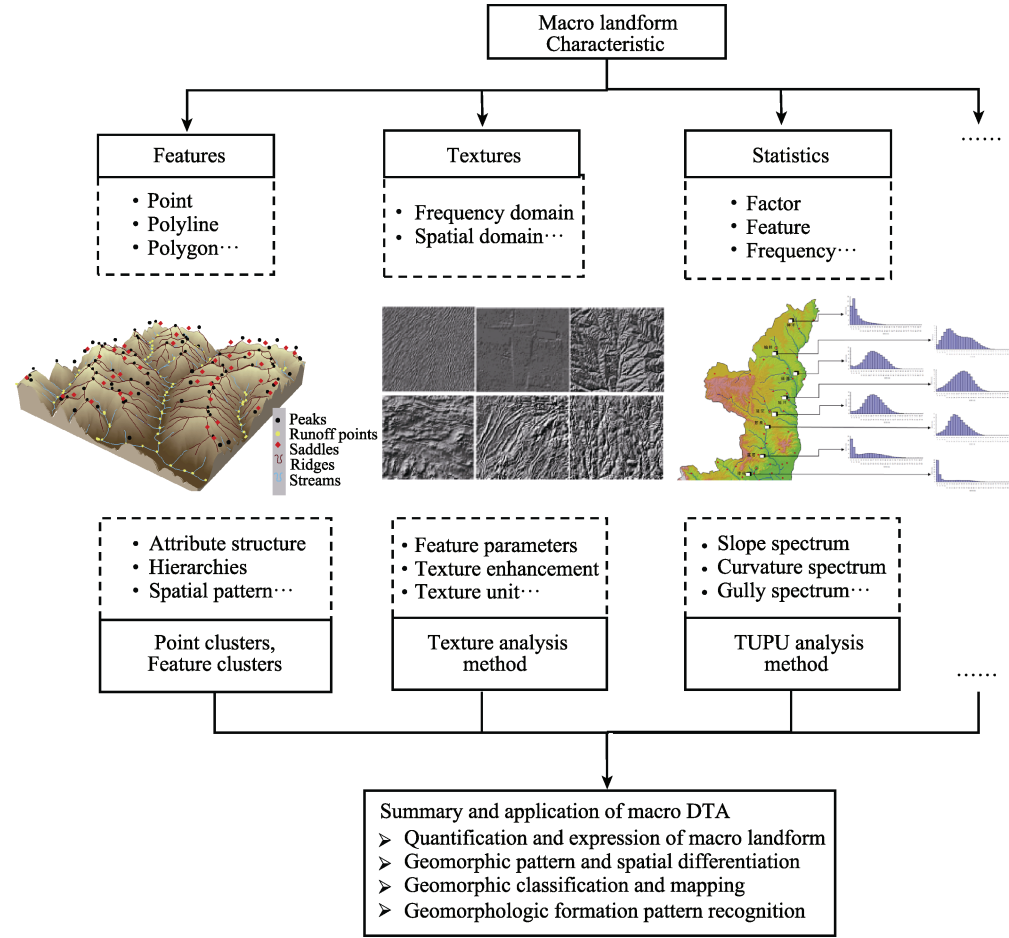 Macro landform
Characteristic
Features
Textures
Statistics
……
• Point
• Polyline
• Polygon…
• Frequency domain
• Spatial domain…
• Factor
• Feature
• Frequency…
Peaks
Runoff points
Saddles
Ridges
Streams
• Attribute structure
• Hierarchies
• Spatial pattern…
• Feature parameters
• Texture enhancement
• Texture unit…
• Slope spectrum
• Curvature spectrum
• Gully spectrum…
Point clusters,
Feature clusters
Texture analysis
method
TUPU analysis
method
……
Summary and application of macro DTA
➢ Quantification and expression of macro landform
➢ Geomorphic pattern and spatial differentiation
➢ Geomorphic classification and mapping
➢ Geomorphologic formation pattern recognition